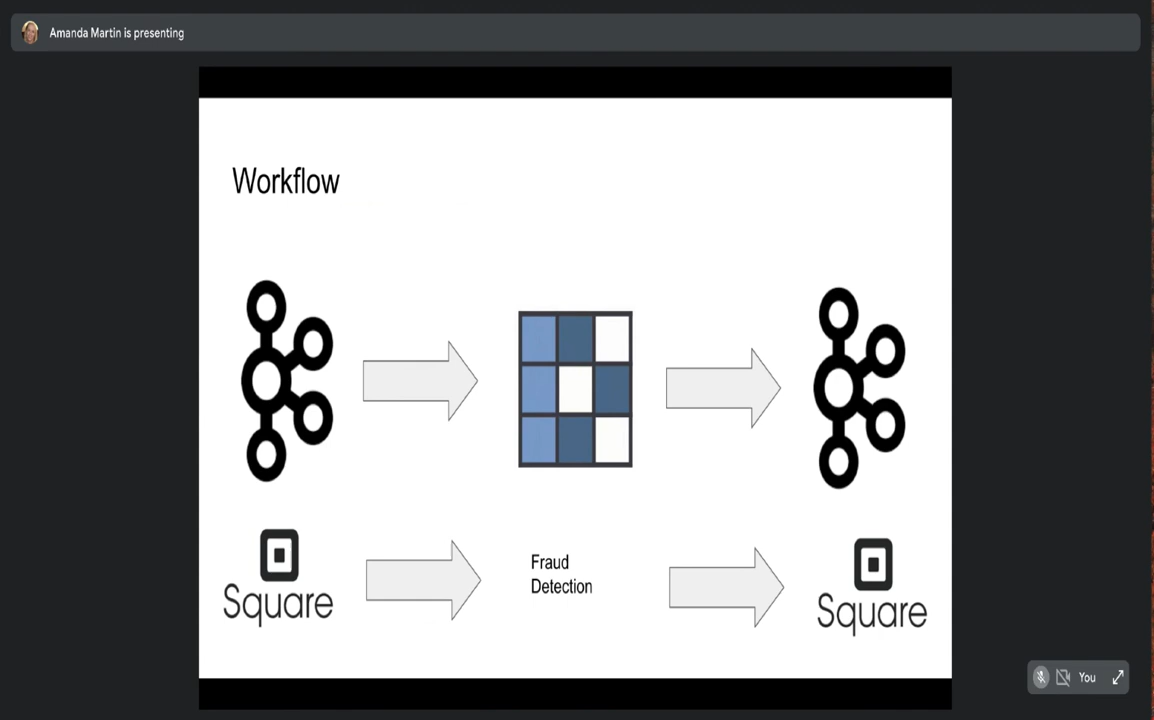 Amanda Martin is presenting
Workflow
Square
Fraud
Detection
Square
You